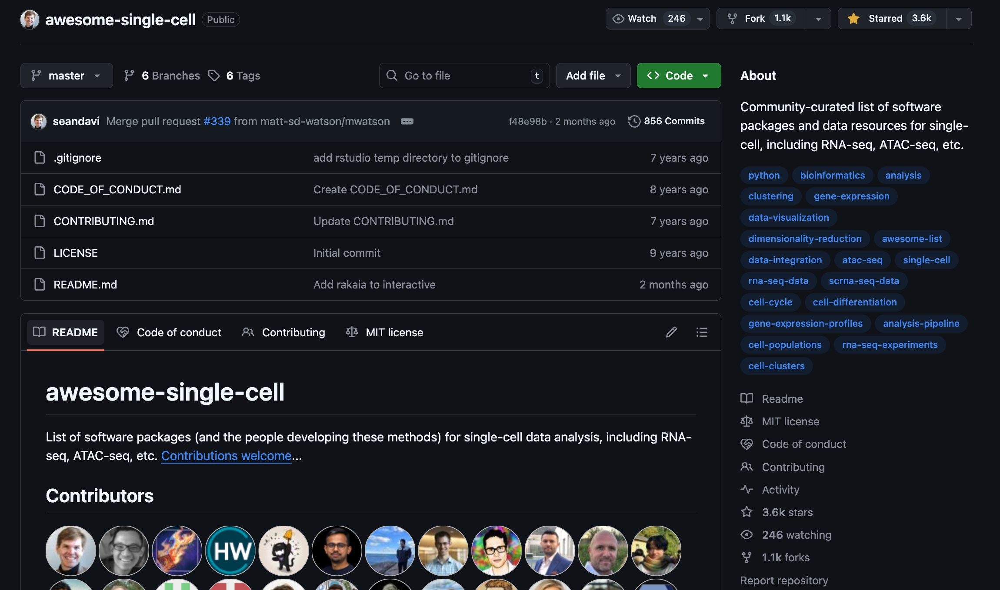 awesome-single-cell Public
Watch 246
Fork 1.1k
Starred 3.6k
master
6 Branches
6 Tags
Go to file t
Add file
Code
seandavi Merge pull request #339 from matt-sd-watson/mwatson
f48e98b · 2 months ago
856 Commits
.gitignore add rstudio temp directory to gitignore 7 years ago
CODE_OF_CONDUCT.md Create CODE_OF_CONDUCT.md 8 years ago
CONTRIBUTING.md Update CONTRIBUTING.md 7 years ago
LICENSE Initial commit 9 years ago
README.md Add rakaia to interactive 2 months ago
README Code of conduct Contributing MIT license
awesome-single-cell
List of software packages (and the people developing these methods) for single-cell data analysis, including RNA-
seq, ATAC-seq, etc. Contributions welcome...
Contributors
HW
About
Community-curated list of software
packages and data resources for single-
cell, including RNA-seq, ATAC-seq, etc.
python bioinformatics analysis
clustering gene-expression
data-visualization
dimensionality-reduction awesome-list
data-integration atac-seq single-cell
rna-seq-data scrna-seq-data
cell-cycle cell-differentiation
gene-expression-profiles analysis-pipeline
cell-populations rna-seq-experiments
cell-clusters
Readme
MIT license
Code of conduct
Contributing
Activity
3.6k stars
246 watching
1.1k forks
Report repository